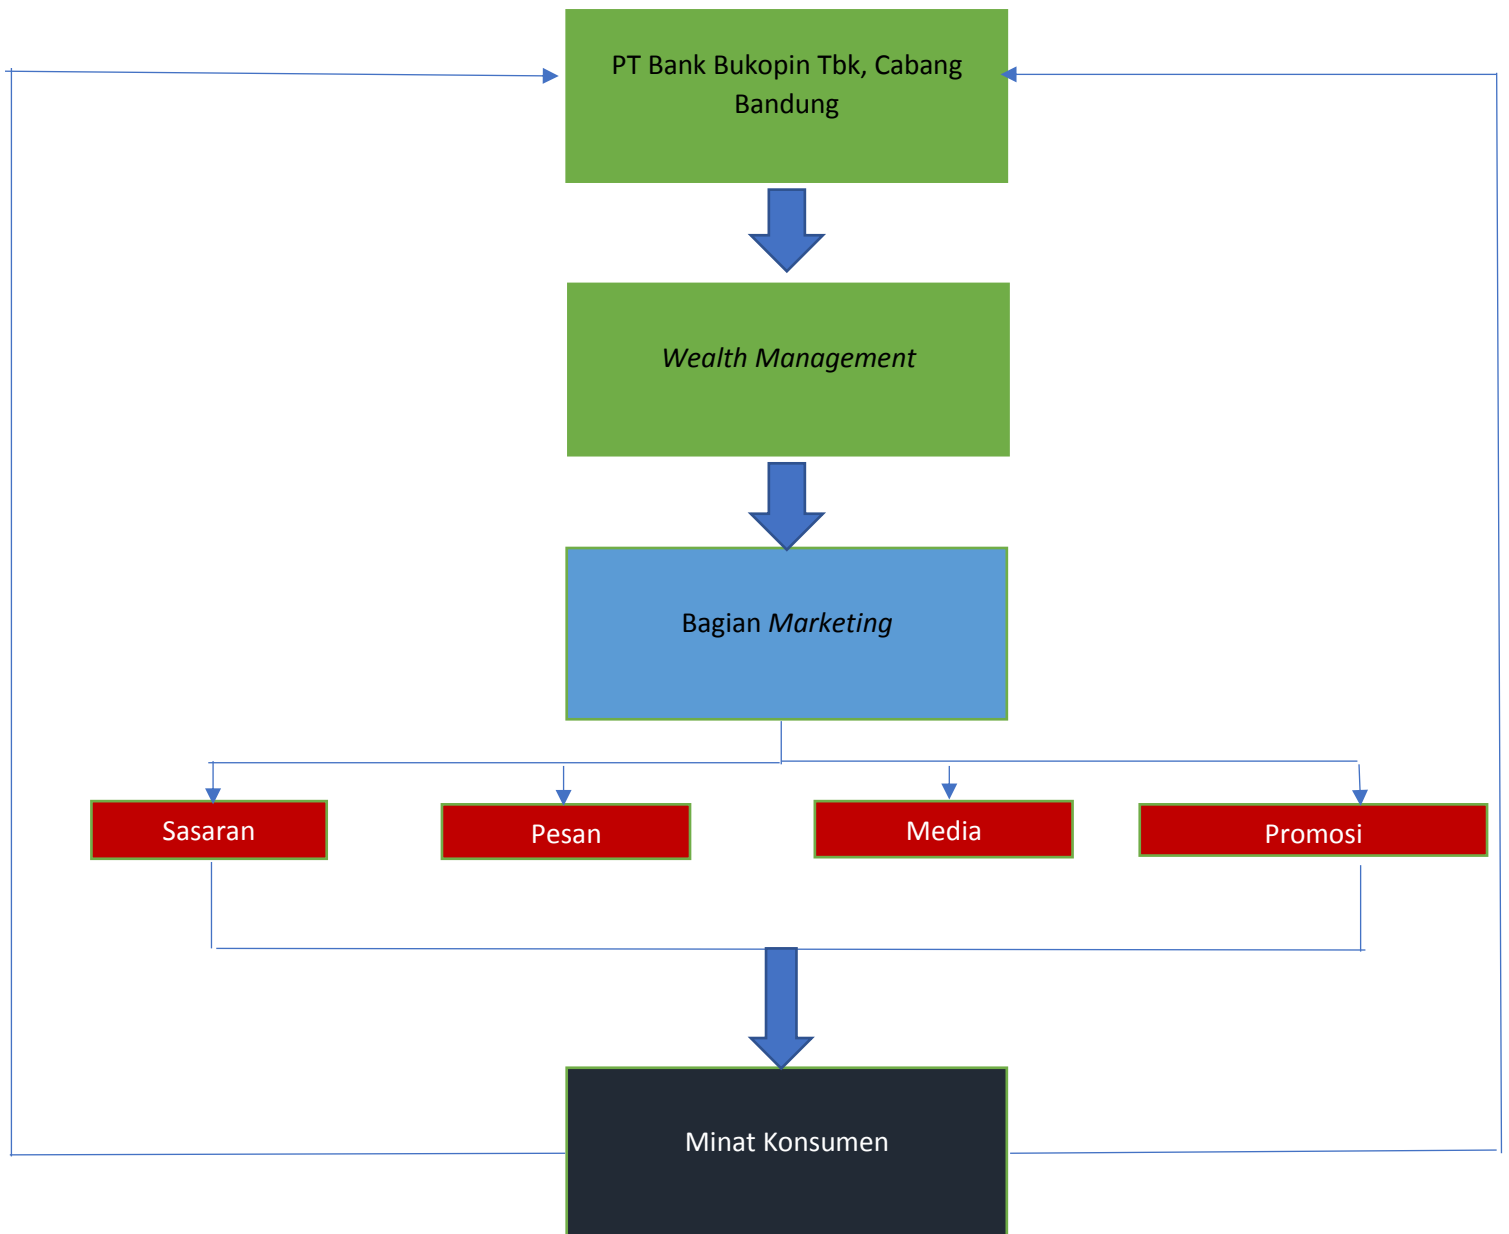 PT Bank Bukopin Tbk, Cabang
Bandung
Wealth Management
Bagian Marketing
Sasaran
Pesan
Media
Promosi
Minat Konsumen